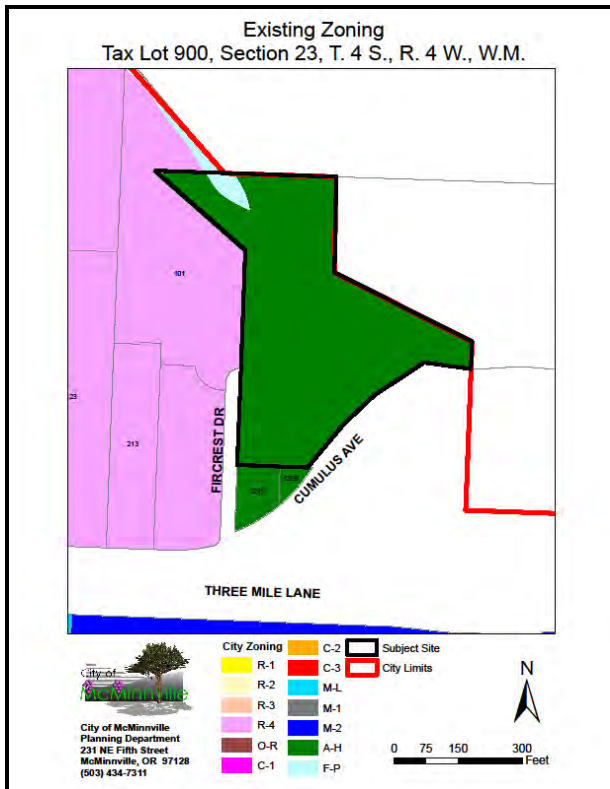 Existing Zoning
Tax Lot 900, Section 23, T. 4 S., R. 4 W., W.M.
101
23
213
FIRCREST DR
CUMULUS AVE
THREE MILE LANE
City of
McMinnville
City of McMinnville
Planning Department
231 NE Fifth Street
McMinnville, OR 97128
(503) 434-7311
City Zoning
R-1
R-2
R-3
R-4
O-R
C-1
C-2
C-3
M-L
M-1
M-2
A-H
F-P
Subject Site
City Limits
N
0 75 150 300
Feet